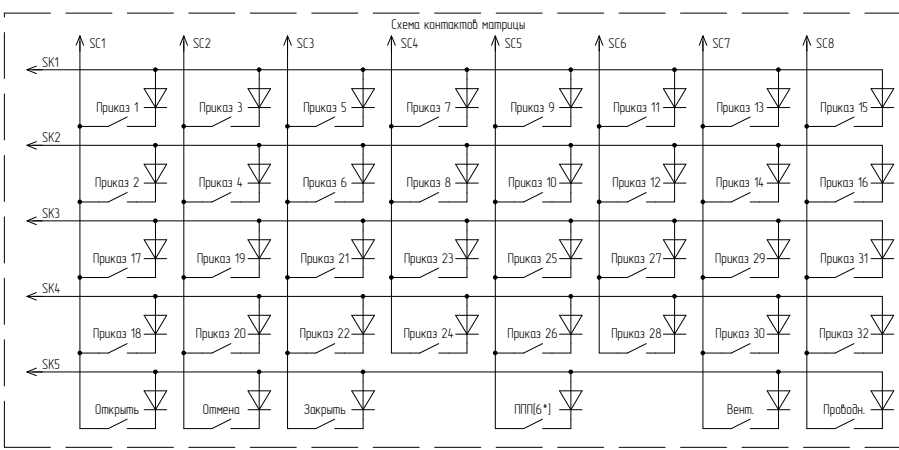 Схема контактов матрицы
SC1 SC2 SC3 SC4 SC5 SC6 SC7 SC8
SK1
Приказ 1 Приказ 3 Приказ 5 Приказ 7 Приказ 9 Приказ 11 Приказ 13 Приказ 15
SK2
Приказ 2 Приказ 4 Приказ 6 Приказ 8 Приказ 10 Приказ 12 Приказ 14 Приказ 16
SK3
Приказ 17 Приказ 19 Приказ 21 Приказ 23 Приказ 25 Приказ 27 Приказ 29 Приказ 31
SK4
Приказ 18 Приказ 20 Приказ 22 Приказ 24 Приказ 26 Приказ 28 Приказ 30 Приказ 32
SK5
Открыть Отмена Закрыть ППП(6*) Вент. Проводн.